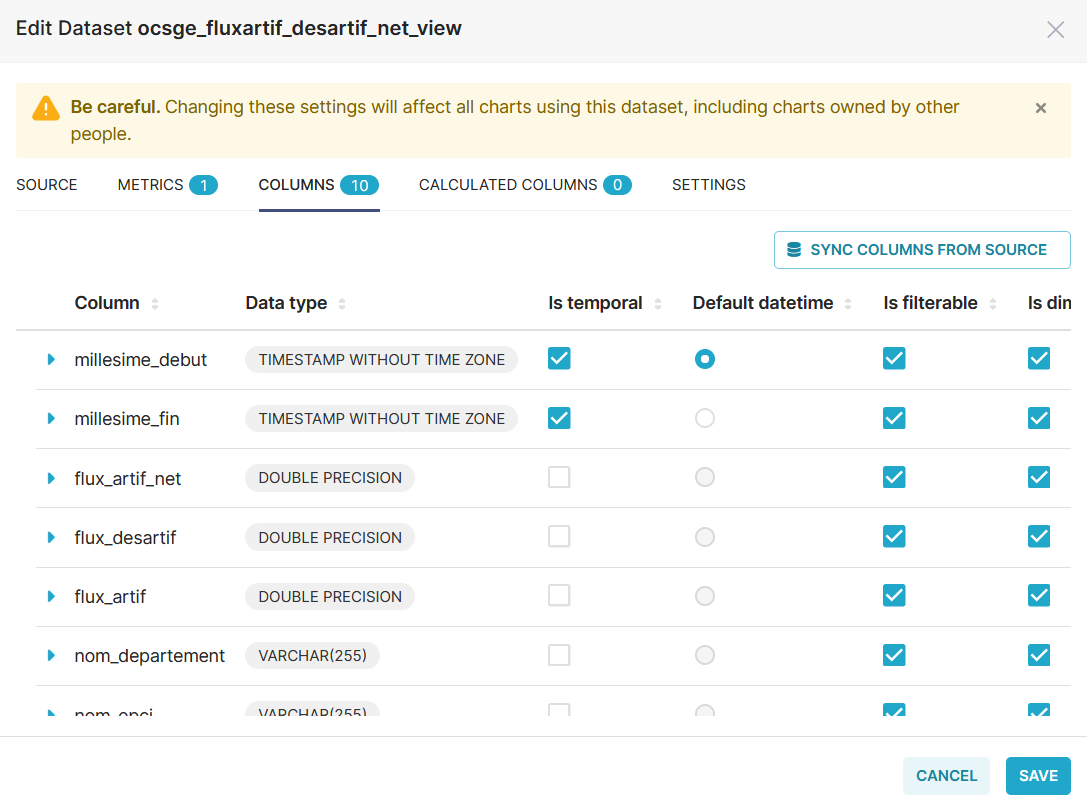 Edit Dataset ocsge_fluxartif_desartif_net_view
Be careful. Changing these settings will affect all charts using this dataset, including charts owned by other
people.
SOURCE METRICS 1 COLUMNS 10 CALCULATED COLUMNS 0 SETTINGS
SYNC COLUMNS FROM SOURCE
Column Data type Is temporal Default datetime Is filterable Is dim
millesime_debut TIMESTAMP WITHOUT TIME ZONE
millesime_fin TIMESTAMP WITHOUT TIME ZONE
flux_artif_net DOUBLE PRECISION
flux_desartif DOUBLE PRECISION
flux_artif DOUBLE PRECISION
nom_departement VARCHAR(255)
nom_epci VARCHAR(255)
CANCEL SAVE